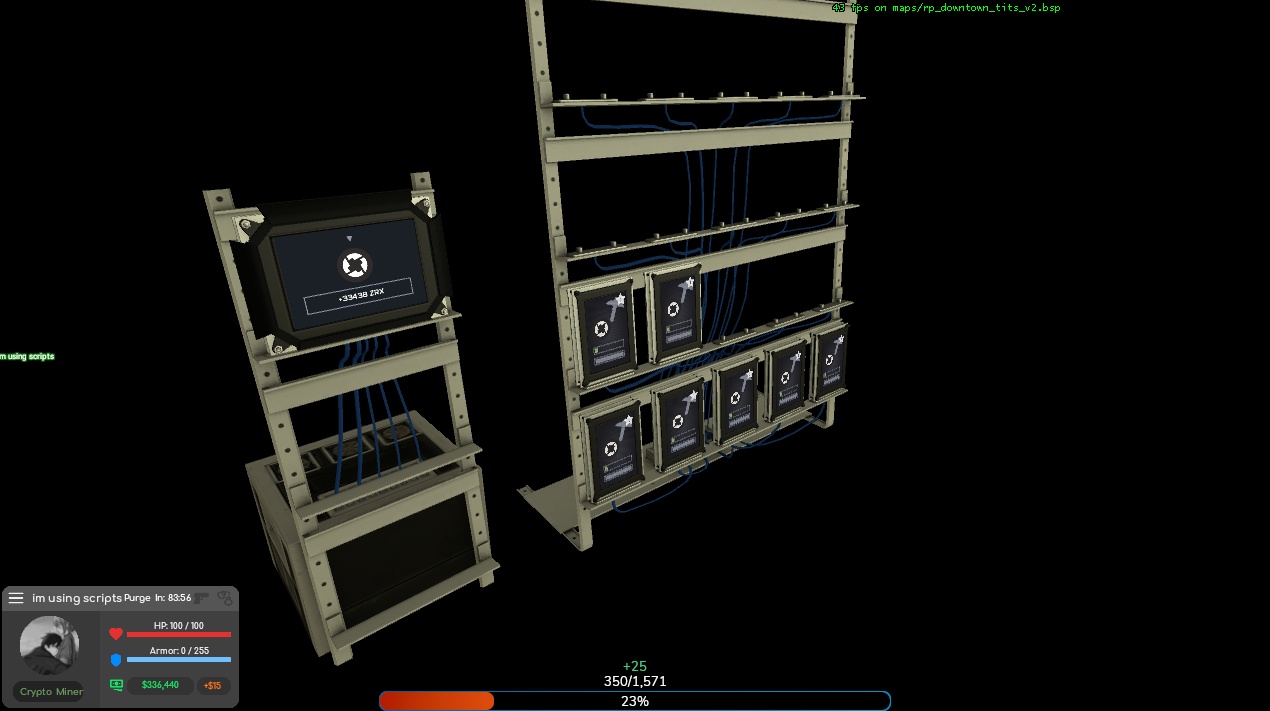 43 fps on maps/rp_downtown_tits_v2.bsp
+33438 ZRX
m using scripts
im using scripts Purge In: 83:56
HP: 100 / 100
Armor: 0 / 255
$336,440 +$15
Crypto Miner
+25
350/1,571
23%